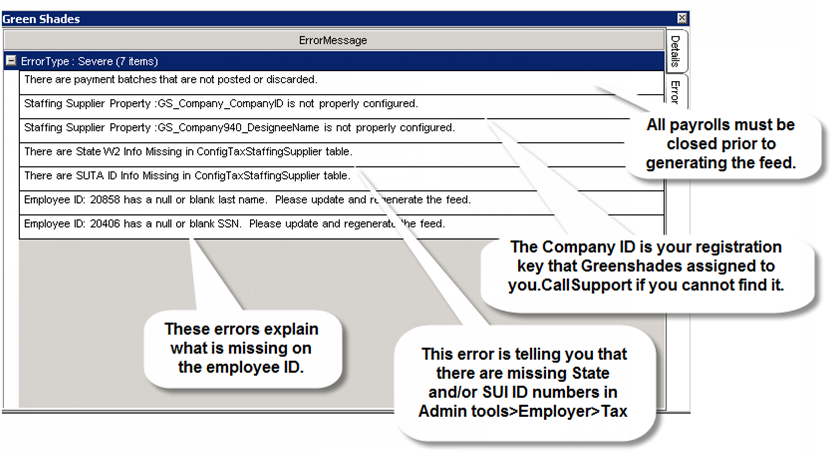 Green Shades
ErrorMessage
Details
Error
ErrorType : Severe (7 items)
There are payment batches that are not posted or discarded.
Staffing Supplier Property :GS_Company_CompanyID is not properly configured.
Staffing Supplier Property :GS_Company940_DesigneeName is not properly configured.
There are State W2 Info Missing in ConfigTaxStaffingSupplier table.
There are SUTA ID Info Missing in ConfigTaxStaffingSupplier table.
Employee ID: 20858 has a null or blank last name. Please update and regenerate the feed.
Employee ID: 20406 has a null or blank SSN. Please update and regenerate the feed.
All payrolls must be
closed prior to
generating the feed.
The Company ID is your registration
key that Greenshades assigned to
you.CallSupport if you cannot find it.
These errors explain
what is missing on
the employee ID.
This error is telling you that
there are missing State
and/or SUI ID numbers in
Admin tools>Employer>Tax